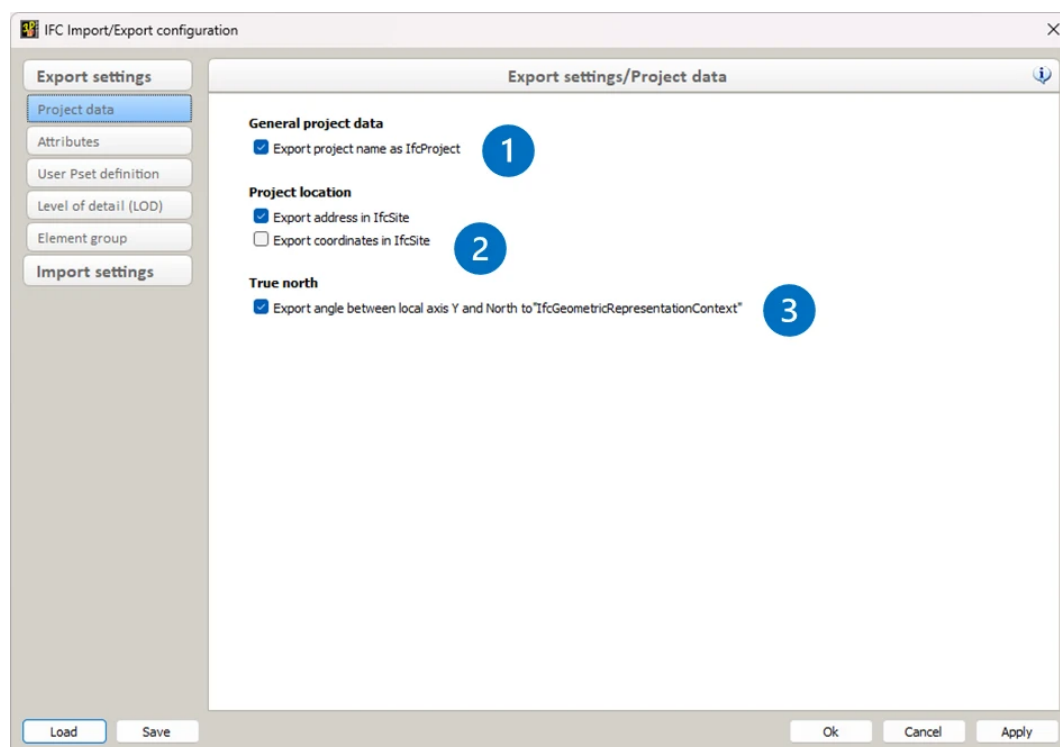 IFC Import/Export configuration
Export settings
Project data
Attributes
User Pset definition
Level of detail (LOD)
Element group
Import settings
Export settings/Project data
General project data
Export project name as IfcProject
1
Project location
Export address in IfcSite
Export coordinates in IfcSite
2
True north
Export angle between local axis Y and North to"IfcGeometricRepresentationContext"
3
Load
Save
Ok
Cancel
Apply